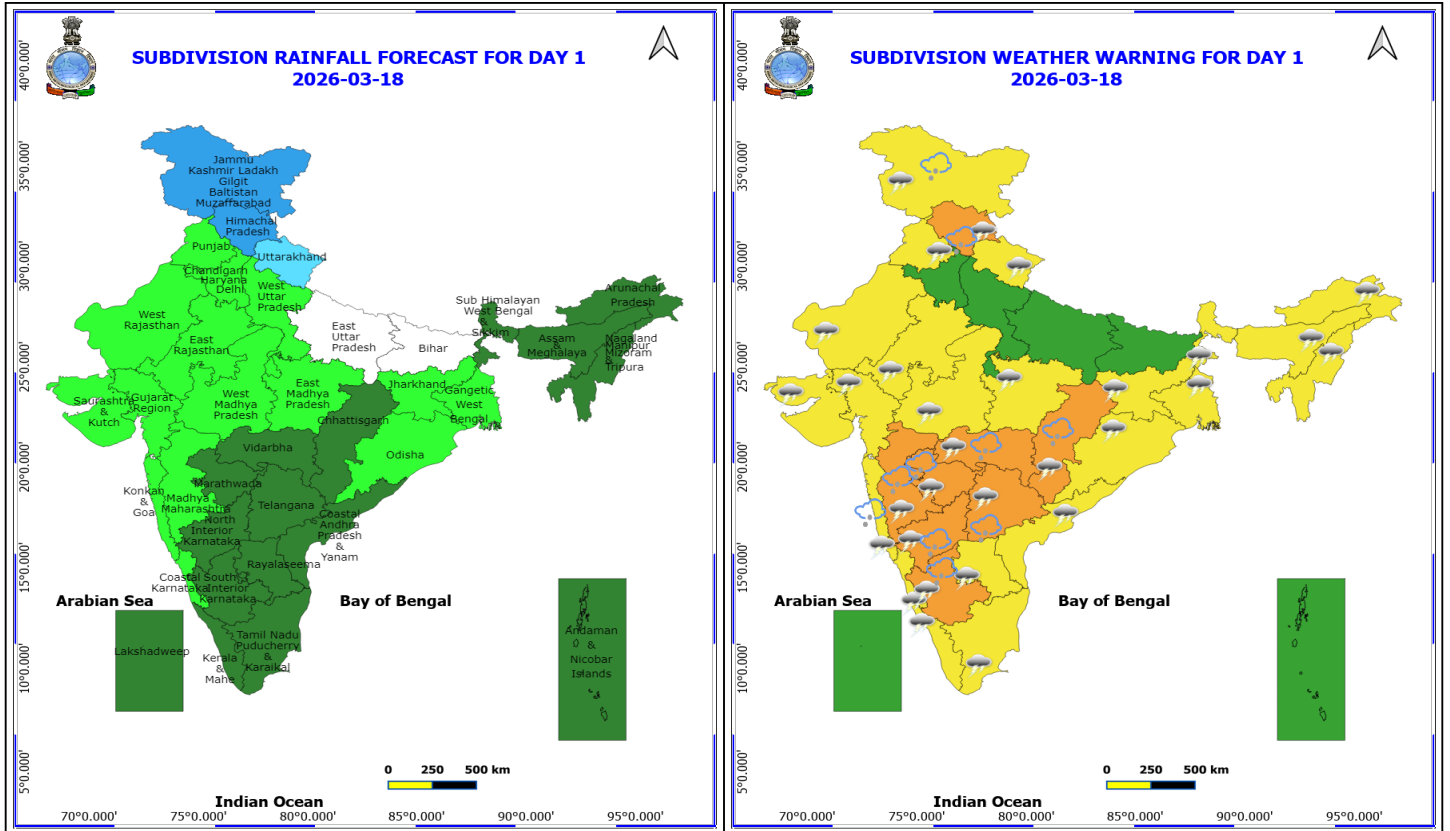 SUBDIVISION RAINFALL FORECAST FOR DAY 1
2026-03-18
40°0.000'
35°0.000'
30°0.000'
25°0.000'
20°0.000'
15°0.000'
10°0.000'
5°0.000'
Jammu
Kashmir Ladakh
Gilgit
Baltistan
Muzaffarabad
Himachal
Pradesh
Punjab
Uttarakhand
Chandigarh
Haryana
Delhi
West
Uttar
Pradesh
West
Rajasthan
East
Rajasthan
East
Uttar
Pradesh
Bihar
Sub Himalayan
West Bengal
&
Sikkim
Arunachal
Pradesh
Assam
&
Meghalaya
Nagaland
Manipur
Mizoram
&
Tripura
Saurashtra
&
Kutch
Gujarat
Region
West
Madhya
Pradesh
East
Madhya
Pradesh
Jharkhand
Gangetic
West
Bengal
Chhattisgarh
Odisha
Vidarbha
Konkan
&
Goa
Madhya
Maharashtra
Marathwada
Telangana
North
Interior
Karnataka
Coastal
Andhra
Pradesh
&
Yanam
Rayalaseema
Coastal
Karnataka
South
Interior
Karnataka
Arabian Sea
Bay of Bengal
Lakshadweep
Kerala
&
Mahe
Tamil Nadu
Puducherry
&
Karaikal
Andaman
&
Nicobar
Islands
0 250 500 km
Indian Ocean
70°0.000' 75°0.000' 80°0.000' 85°0.000' 90°0.000' 95°0.000'
SUBDIVISION WEATHER WARNING FOR DAY 1
2026-03-18
40°0.000'
35°0.000'
30°0.000'
25°0.000'
20°0.000'
15°0.000'
10°0.000'
5°0.000'
Arabian Sea
Bay of Bengal
0 250 500 km
Indian Ocean
70°0.000' 75°0.000' 80°0.000' 85°0.000' 90°0.000' 95°0.000'